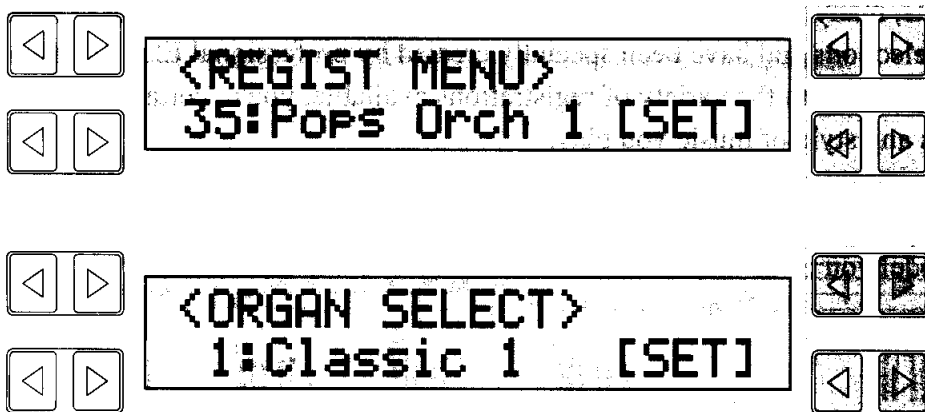 <REGIST MENU>
35:Pops Orch 1 [SET]
<ORGAN SELECT>
1:Classic 1 [SET]